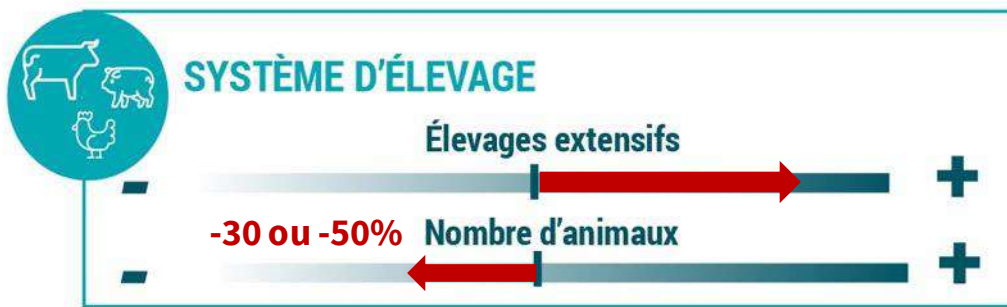 SYSTÈME D'ÉLEVAGE
Élevages extensifs
- +
-30 ou -50% Nombre d'animaux
- +